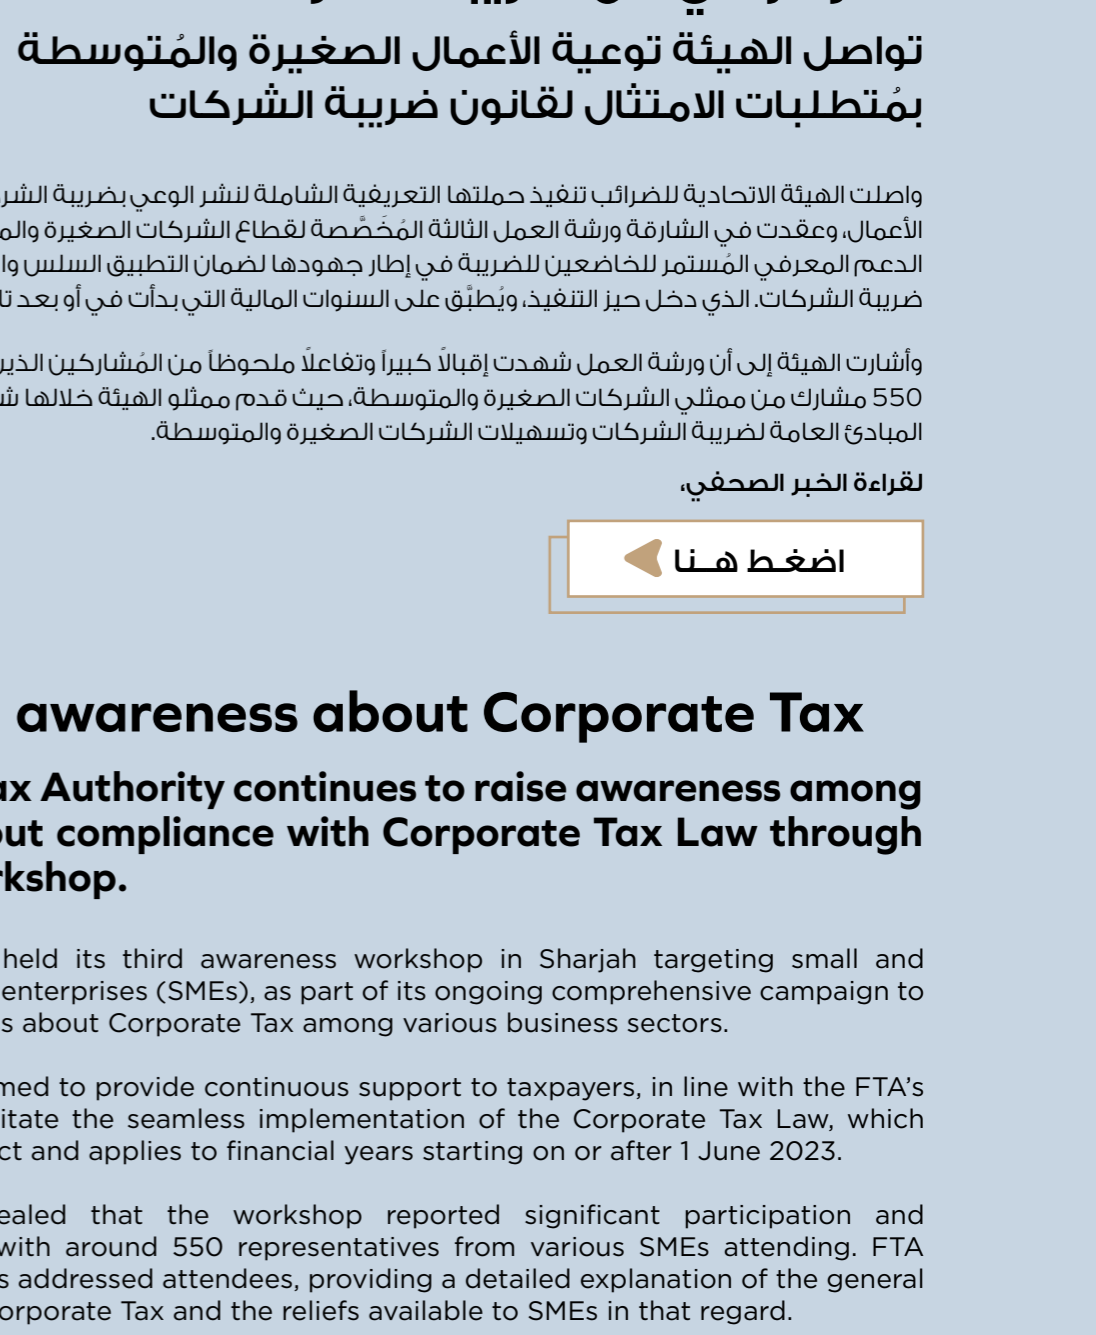 تواصل الهيئة توعية الأعمال الصغيرة والمُتوسطة
بمُتطلبات الامتثال لقانون ضريبة الشركات
واصلت الهيئة الاتحادية للضرائب تنفيذ حملتها التعريفية الشاملة لنشر الوعي بضريبة
الأعمال، وعقدت في الشارقة ورشة العمل الثالثة المُخَصَّصة لقطاع الشركات الصغيرة
الدعم المعرفي المُستمر للخاضعين للضريبة في إطار جهودها لضمان التطبيق السلس
ضريبة الشركات. الذي دخل حيز التنفيذ، ويُطبَّق على السنوات المالية التي بدأت في أو بعد
وأشارت الهيئة إلى أن ورشة العمل شهدت إقبالاً كبيراً وتفاعلاً ملحوظاً من المُشاركين
550 مشارك من ممثلي الشركات الصغيرة والمتوسطة، حيث قدم ممثلو الهيئة خلالها
المبادئ العامة لضريبة الشركات وتسهيلات الشركات الصغيرة والمتوسطة.
لقراءة الخبر الصحفي،
اضغـط هـنـا
awareness about Corporate Tax
ax Authority continues to raise awareness among
out compliance with Corporate Tax Law through
rkshop.
held its third awareness workshop in Sharjah targeting small and
enterprises (SMEs), as part of its ongoing comprehensive campaign to
s about Corporate Tax among various business sectors.
med to provide continuous support to taxpayers, in line with the FTA's
itate the seamless implementation of the Corporate Tax Law, which
ct and applies to financial years starting on or after 1 June 2023.
ealed that the workshop reported significant participation and
with around 550 representatives from various SMEs attending. FTA
s addressed attendees, providing a detailed explanation of the general
orporate Tax and the reliefs available to SMEs in that regard.